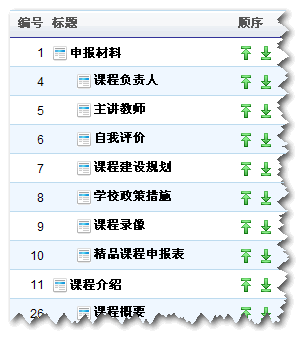 编号 标题 顺序
1 申报材料
4 课程负责人
5 主讲教师
6 自我评价
7 课程建设规划
8 学校政策措施
9 课程录像
10 精品课程申报表
11 课程介绍
26 课程概要